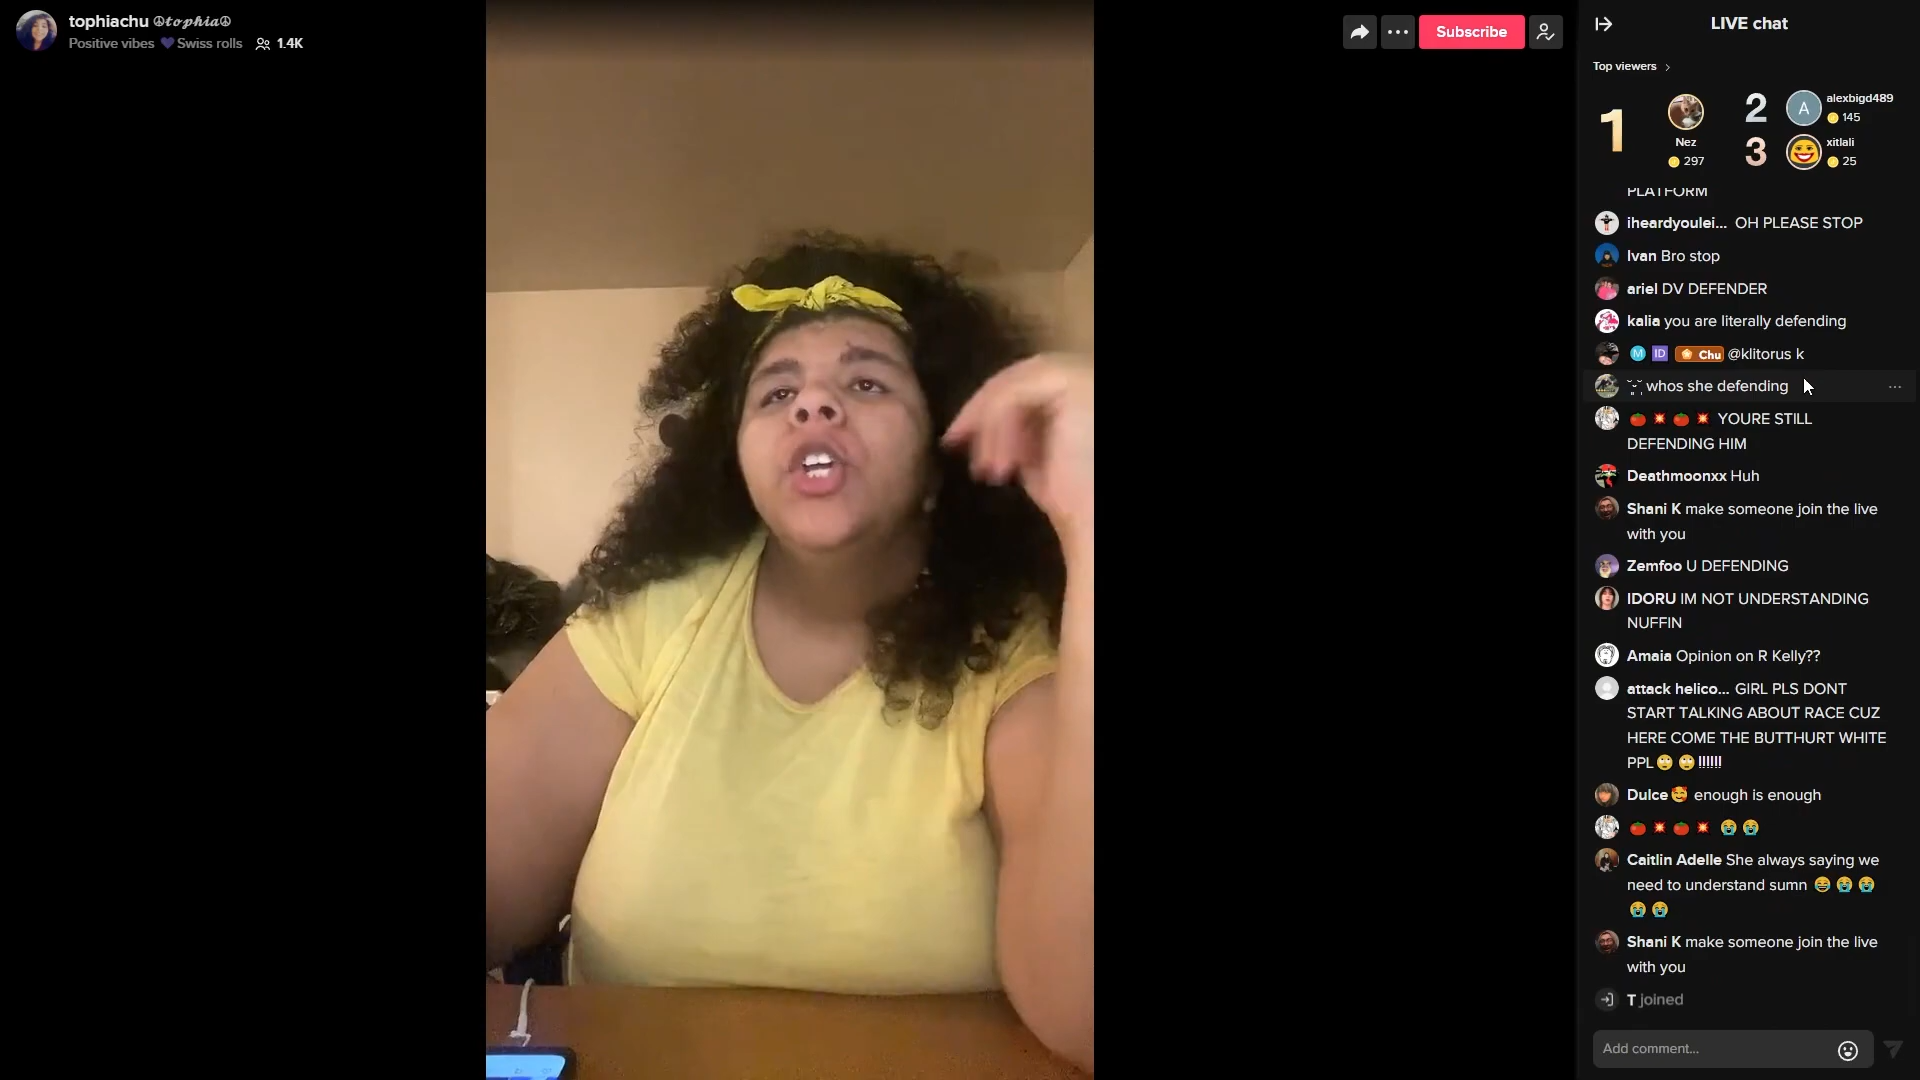 tophiachu ☮𝓽𝓸𝓹𝓱𝓲𝓪☮
Positive vibes 💜 Swiss rolls 1.4K
Subscribe
LIVE chat
Top viewers >
1
Nez
297
2
A
alexbigd489
145
3
xitlali
25
PLATFORM
iheardyoulei... OH PLEASE STOP
Ivan Bro stop
ariel DV DEFENDER
kalia you are literally defending
M ID Chu @klitorus k
whos she defending
🍅💥🍅💥 YOURE STILL
DEFENDING HIM
Deathmoonxx Huh
Shani K make someone join the live
with you
Zemfoo U DEFENDING
IDORU IM NOT UNDERSTANDING
NUFFIN
Amaia Opinion on R Kelly??
attack helico... GIRL PLS DONT
START TALKING ABOUT RACE CUZ
HERE COME THE BUTTHURT WHITE
PPL🙄🙄!!!!!!
Dulce🥰 enough is enough
🍅💥🍅💥 😭😭
Caitlin Adelle She always saying we
need to understand sumn 😂😭😭
😭😭
Shani K make someone join the live
with you
T joined
Add comment...